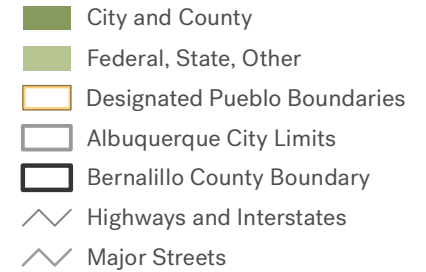 City and County
Federal, State, Other
Designated Pueblo Boundaries
Albuquerque City Limits
Bernalillo County Boundary
Highways and Interstates
Major Streets